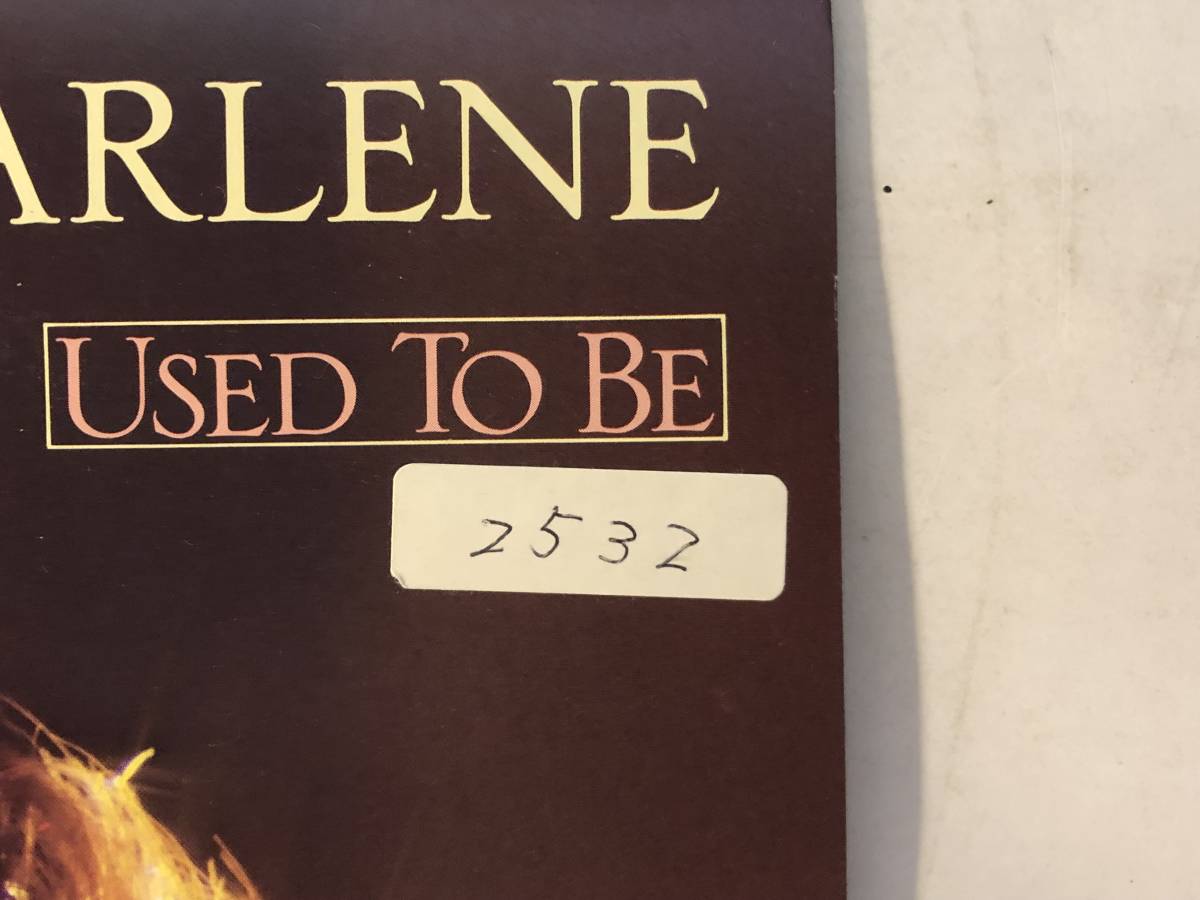 ARLENE
USED TO BE
2532